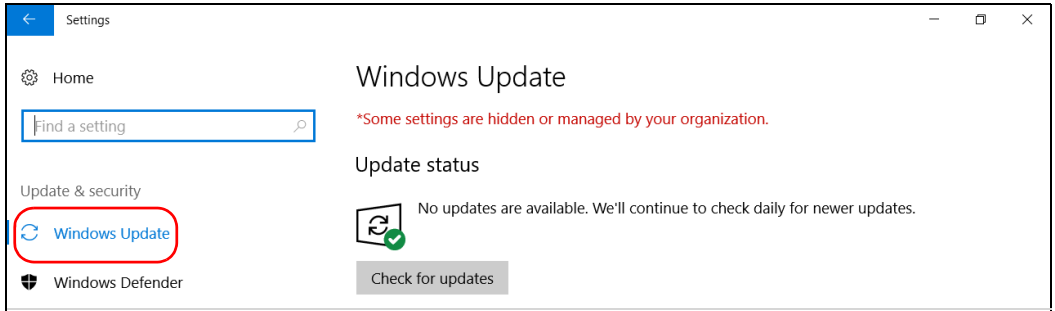 Settings
Home
Find a setting
Update & security
Windows Update
Windows Defender
Windows Update
*Some settings are hidden or managed by your organization.
Update status
No updates are available. We'll continue to check daily for newer updates.
Check for updates